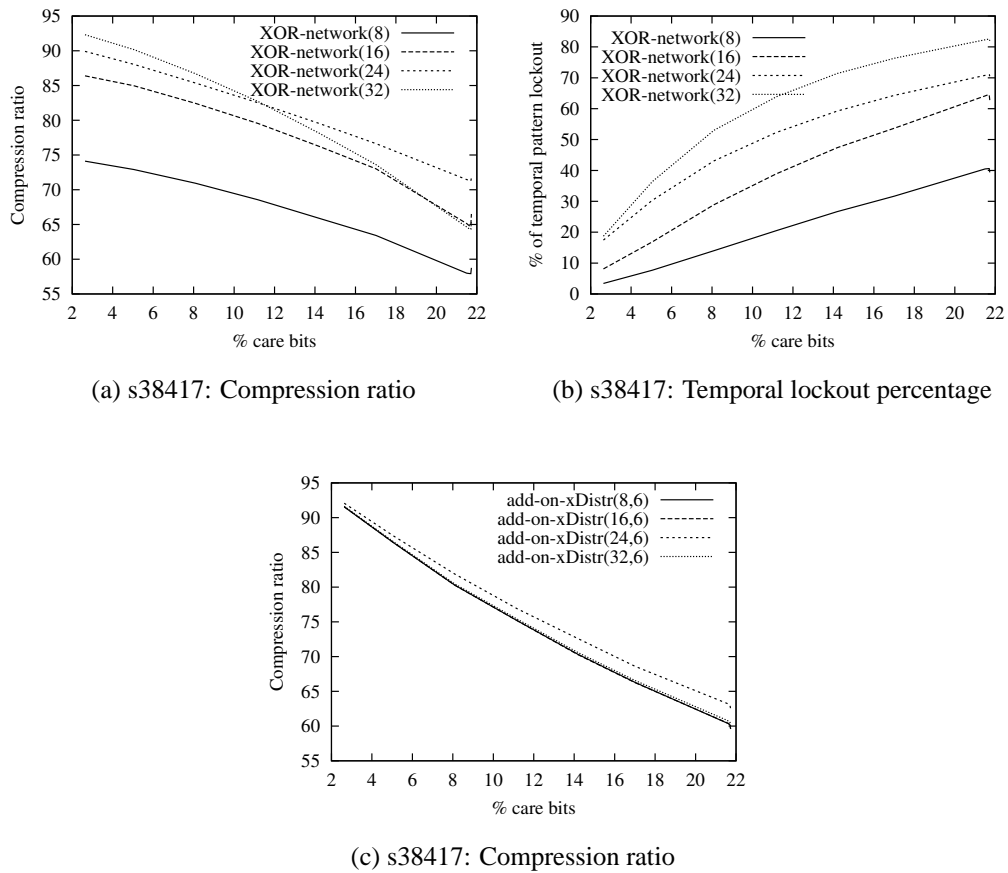 95
90
85
80
75
70
65
60
55
Compression ratio
XOR-network(8)
XOR-network(16)
XOR-network(24)
XOR-network(32)
2 4 6 8 10 12 14 16 18 20 22
% care bits
(a) s38417: Compression ratio
90
80
70
60
50
40
30
20
10
0
% of temporal pattern lockout
XOR-network(8)
XOR-network(16)
XOR-network(24)
XOR-network(32)
2 4 6 8 10 12 14 16 18 20 22
% care bits
(b) s38417: Temporal lockout percentage
95
90
85
80
75
70
65
60
55
Compression ratio
add-on-xDistr(8,6)
add-on-xDistr(16,6)
add-on-xDistr(24,6)
add-on-xDistr(32,6)
2 4 6 8 10 12 14 16 18 20 22
% care bits
(c) s38417: Compression ratio